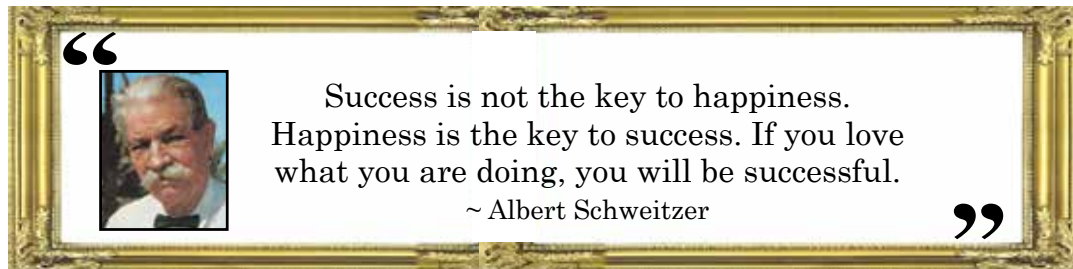 “
Success is not the key to happiness.
Happiness is the key to success. If you love
what you are doing, you will be successful.
~ Albert Schweitzer
”